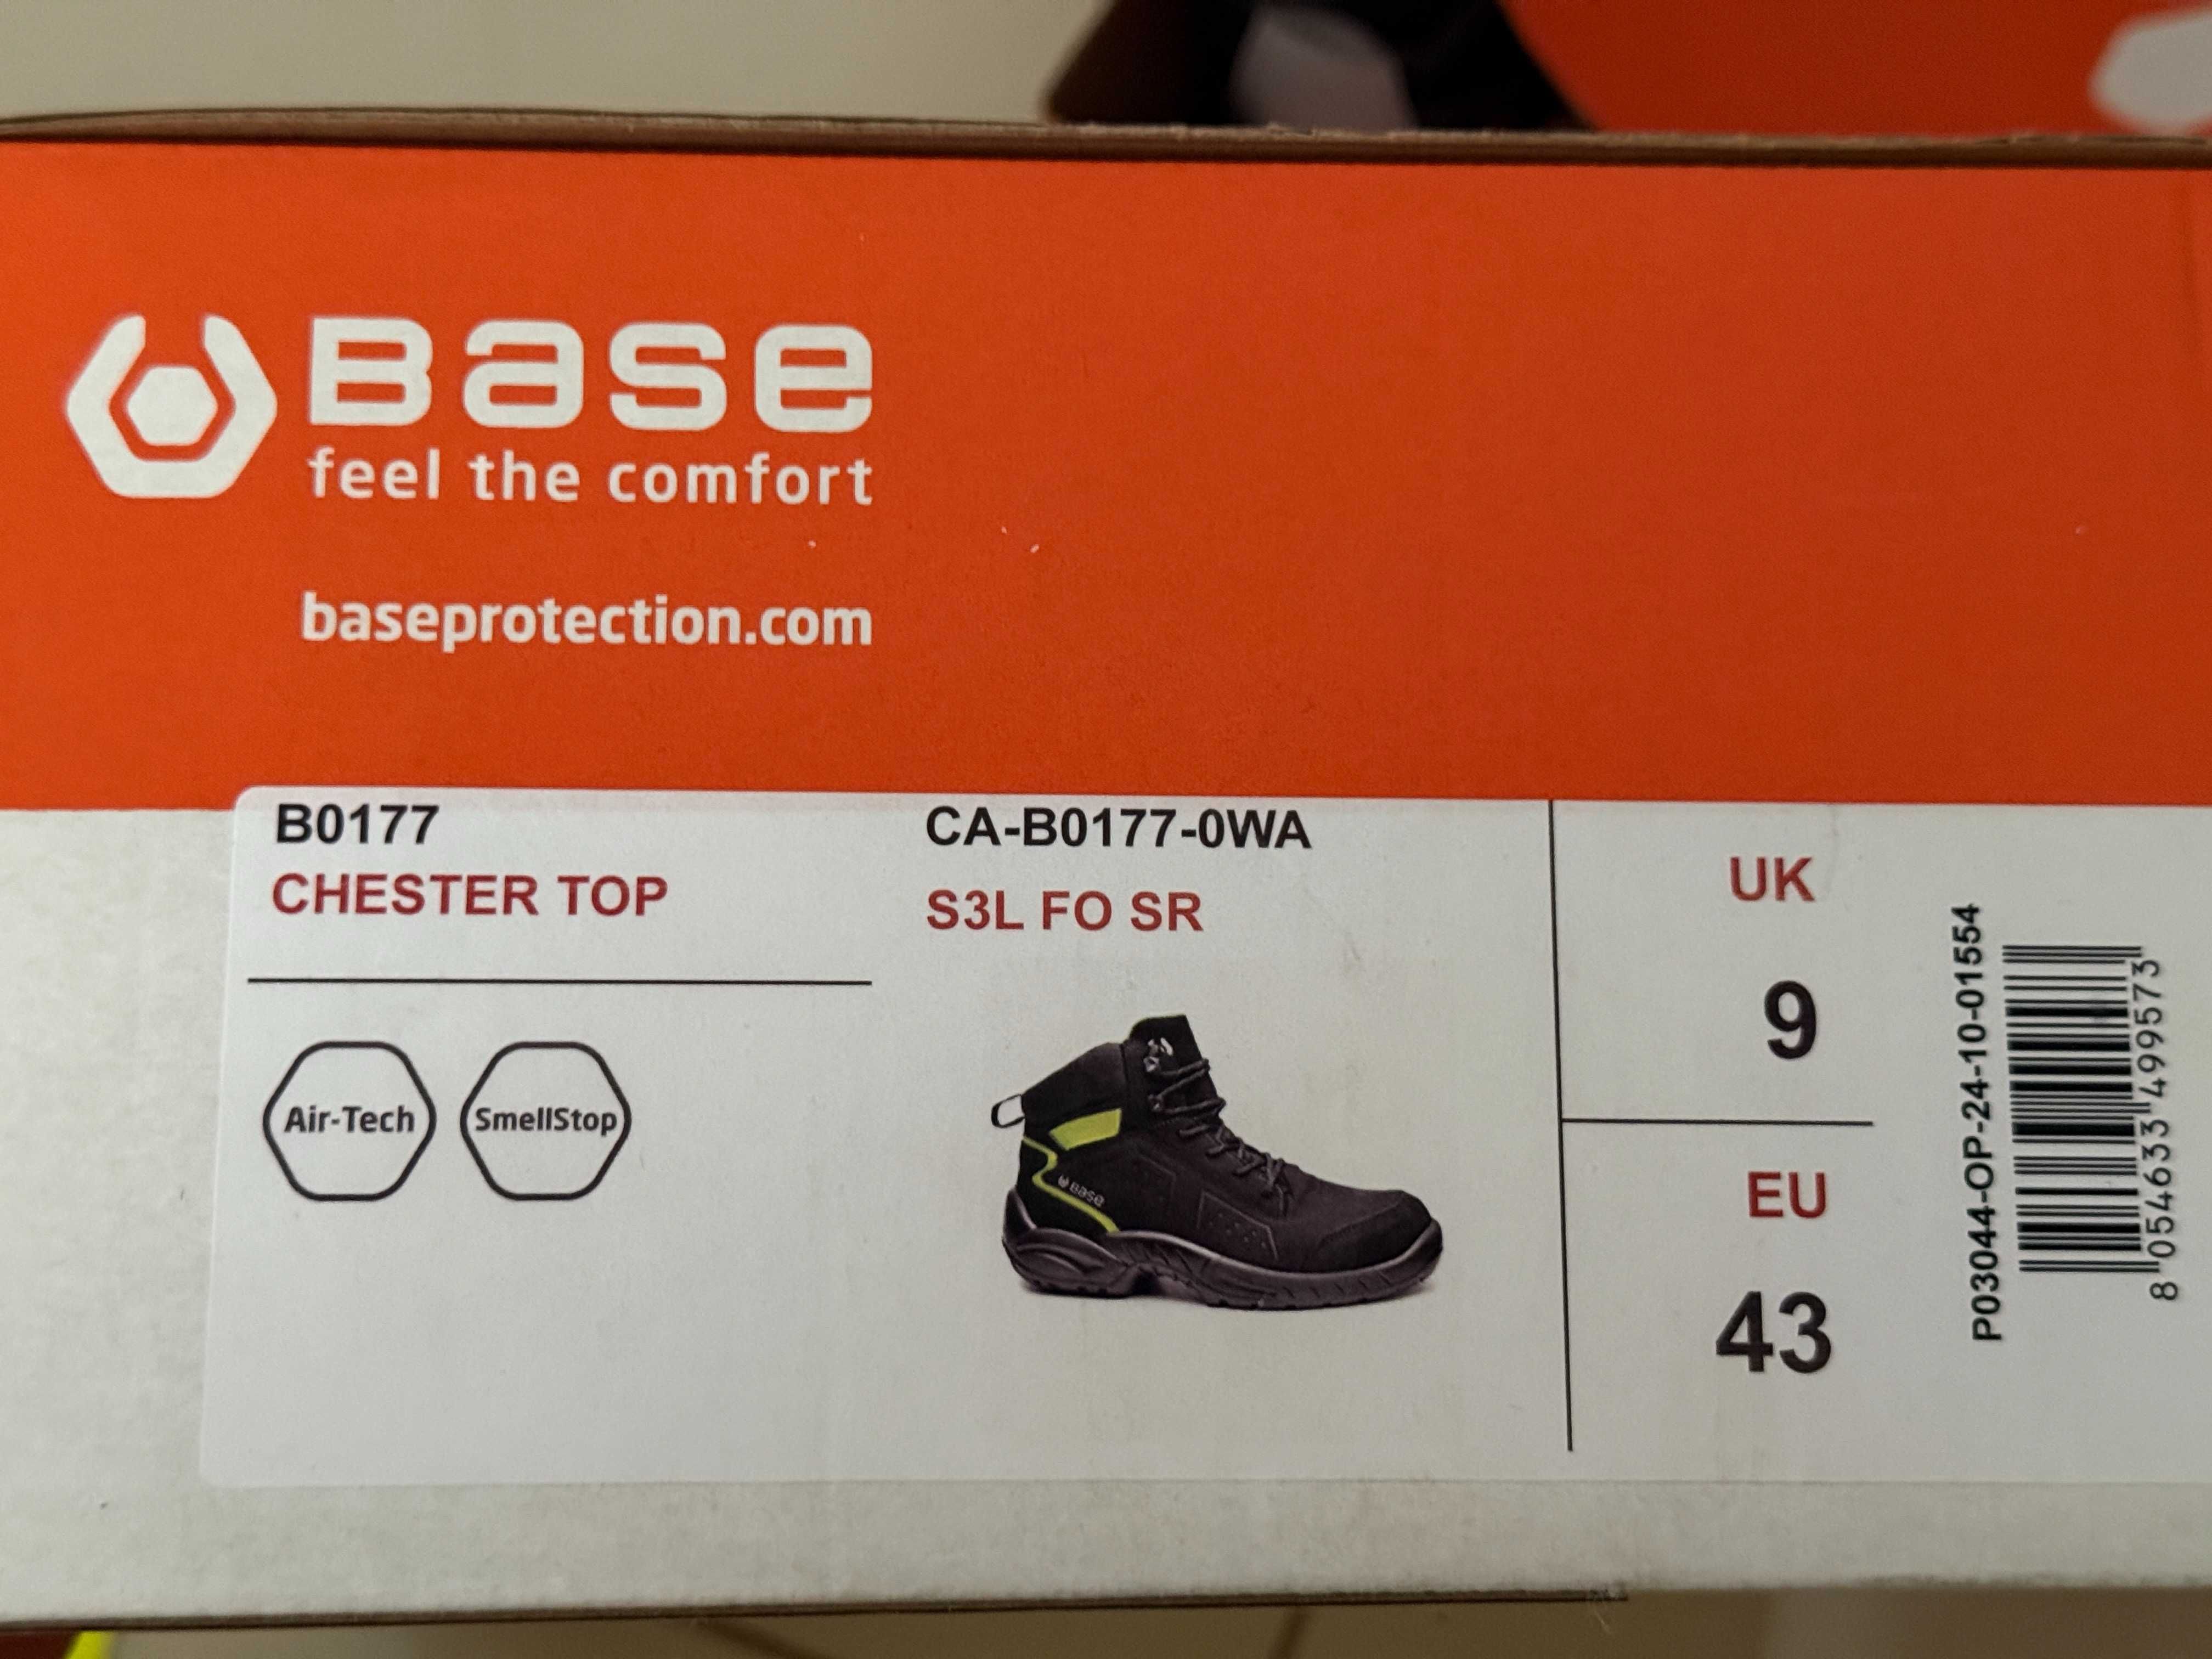 Base
feel the comfort
baseprotection.com
B0177
CHESTER TOP
CA-B0177-0WA
S3L FO SR
Air-Tech
SmellStop
Base
UK
9
EU
43
P03044-OP-24-10-01554
8 054633 499573